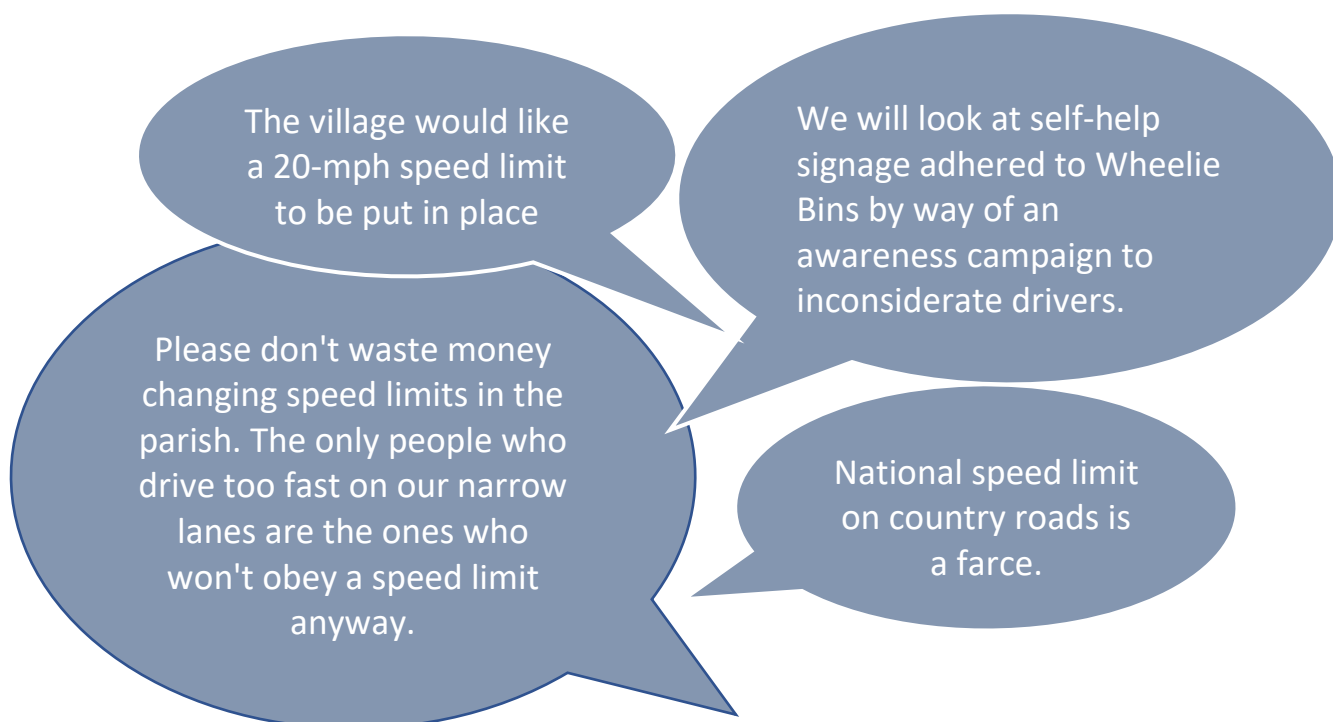 The village would like
a 20-mph speed limit
to be put in place
We will look at self-help
signage adhered to Wheelie
Bins by way of an
awareness campaign to
inconsiderate drivers.
Please don't waste money
changing speed limits in the
parish. The only people who
drive too fast on our narrow
lanes are the ones who
won't obey a speed limit
anyway.
National speed limit
on country roads is
a farce.